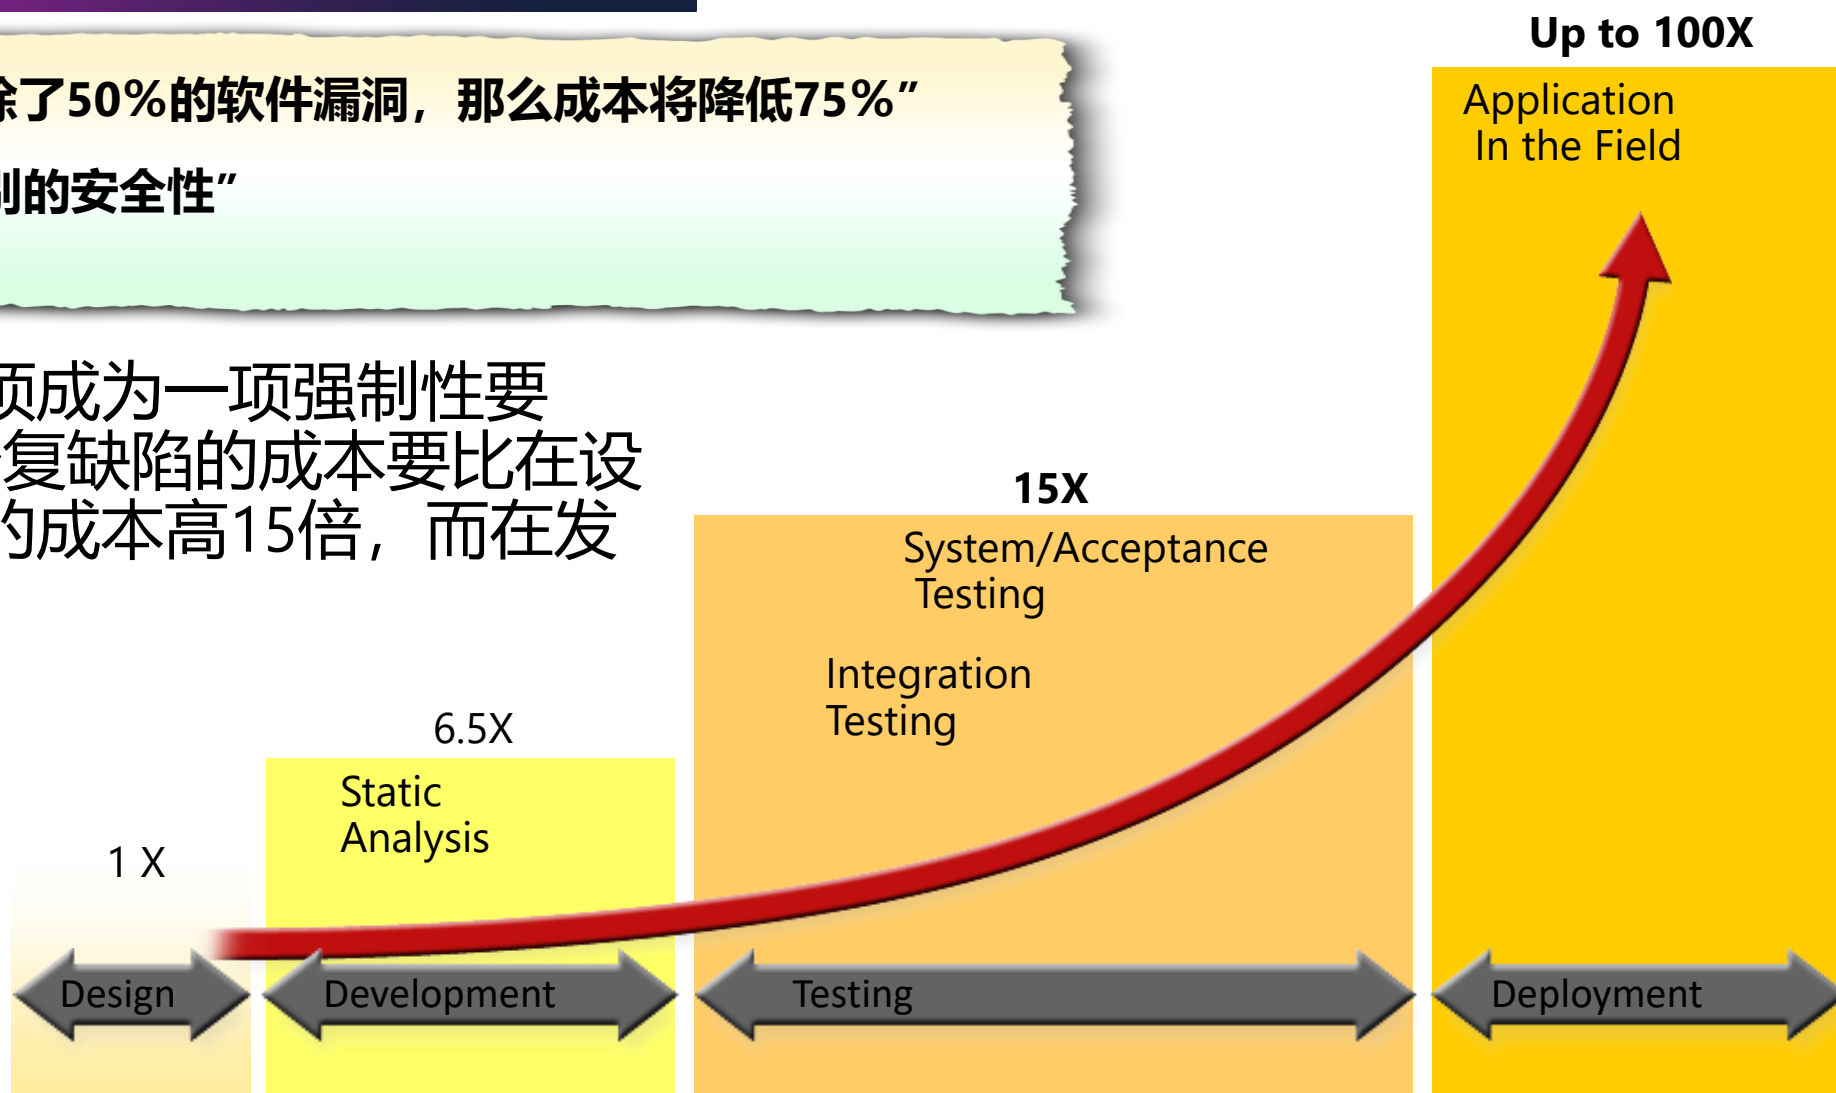 除了50%的软件漏洞，那么成本将降低75%”
别的安全性”
项成为一项强制性要
复缺陷的成本要比在设
的成本高15倍，而在发
Up to 100X
Application
In the Field
15X
System/Acceptance
Testing
Integration
Testing
6.5X
Static
Analysis
1 X
Design
Development
Testing
Deployment